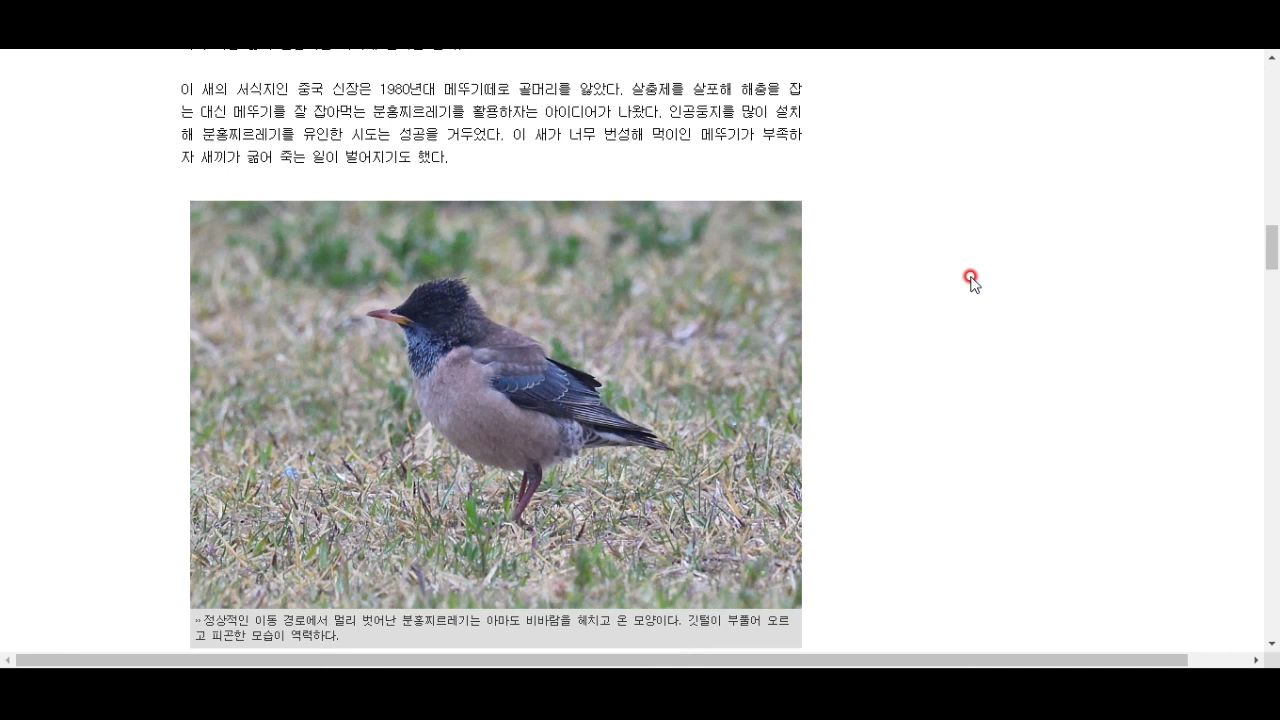 이 새의 서식지인 중국 신장은 1980년대 메뚜기떼로 골머리를 앓았다. 살충제를 살포해 해충을 잡
는 대신 메뚜기를 잘 잡아먹는 분홍찌르레기를 활용하자는 아이디어가 나왔다. 인공둥지를 많이 설치
해 분홍찌르레기를 유인한 시도는 성공을 거두었다. 이 새가 너무 번성해 먹이인 메뚜기가 부족하
자 새끼가 굶어 죽는 일이 벌어지기도 했다.
» 정상적인 이동 경로에서 멀리 벗어난 분홍찌르레기는 아마도 비바람을 헤치고 온 모양이다. 깃털이 부풀어 오르
고 피곤한 모습이 역력하다.